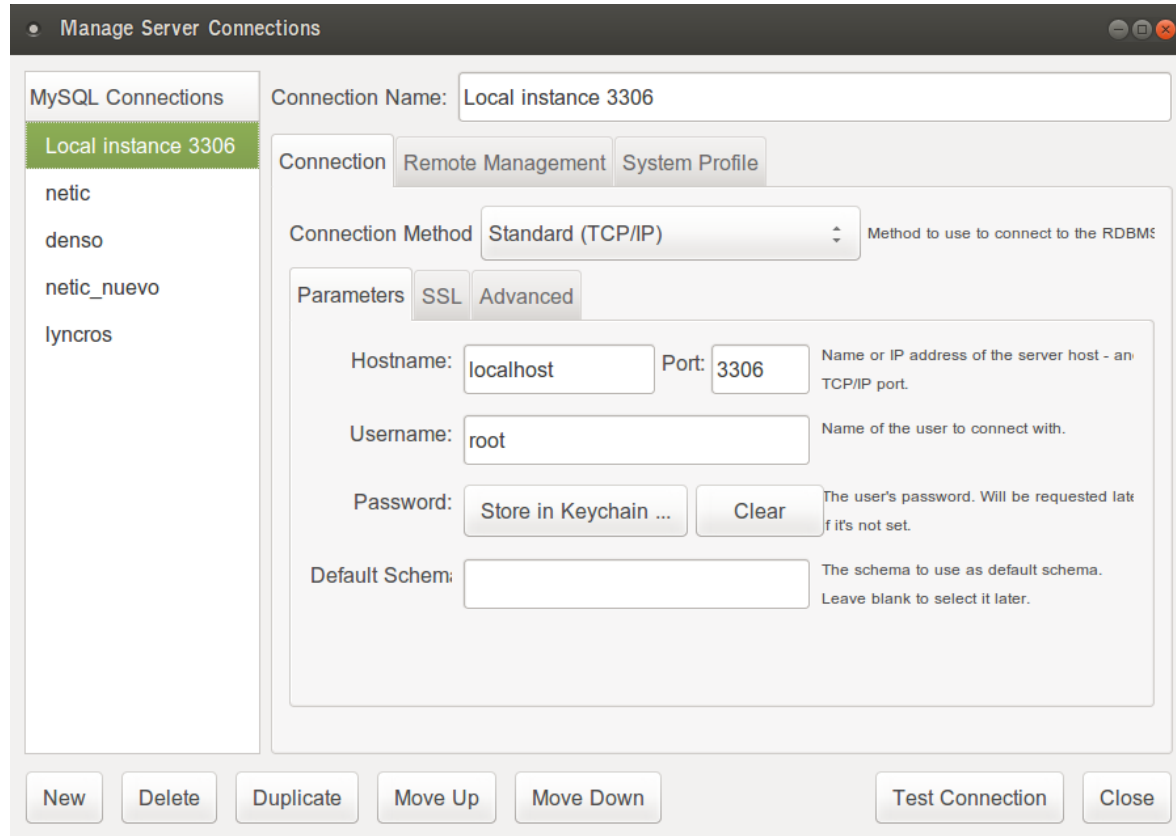 Manage Server Connections
MySQL Connections
Local instance 3306
netic
denso
netic_nuevo
lyncros
Connection Name: Local instance 3306
Connection Remote Management System Profile
Connection Method Standard (TCP/IP) Method to use to connect to the RDBMS
Parameters SSL Advanced
Hostname: localhost Port: 3306 Name or IP address of the server host - and
TCP/IP port.
Username: root Name of the user to connect with.
Password: Store in Keychain ... Clear The user's password. Will be requested late
if it's not set.
Default Schema The schema to use as default schema.
Leave blank to select it later.
New Delete Duplicate Move Up Move Down Test Connection Close